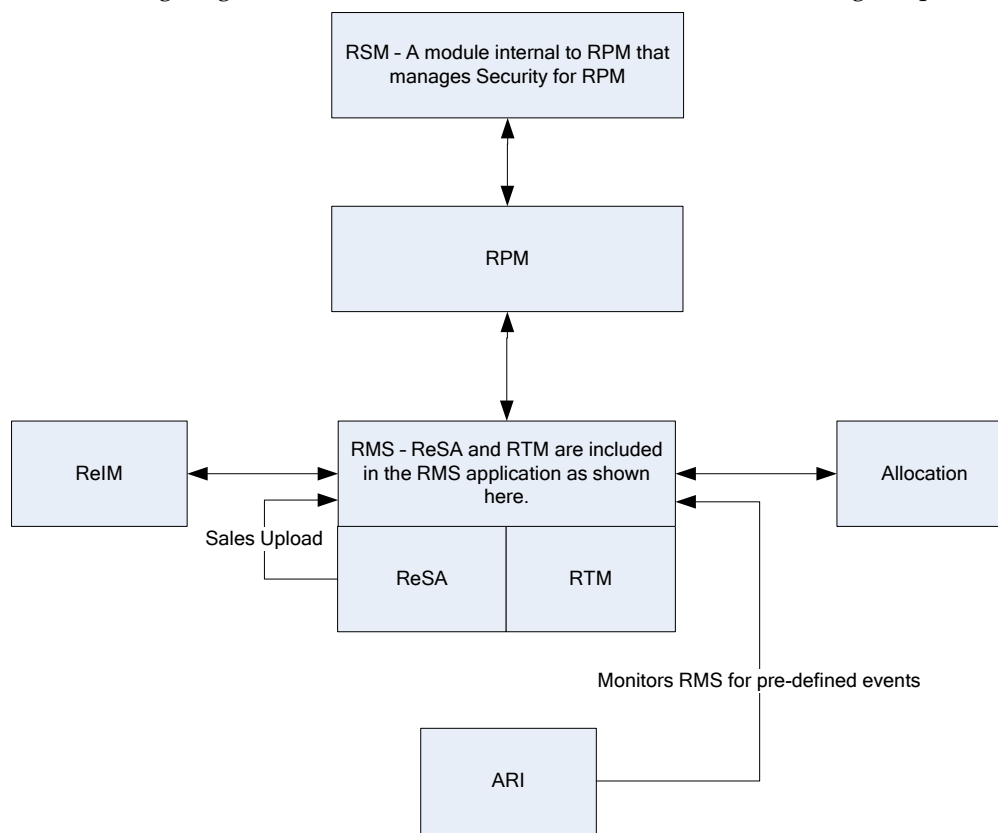 RSM - A module internal to RPM that
manages Security for RPM
RPM
RMS - ReSA and RTM are included
in the RMS application as shown
here.
ReIM
Allocation
Sales Upload
ReSA
RTM
Monitors RMS for pre-defined events
ARI